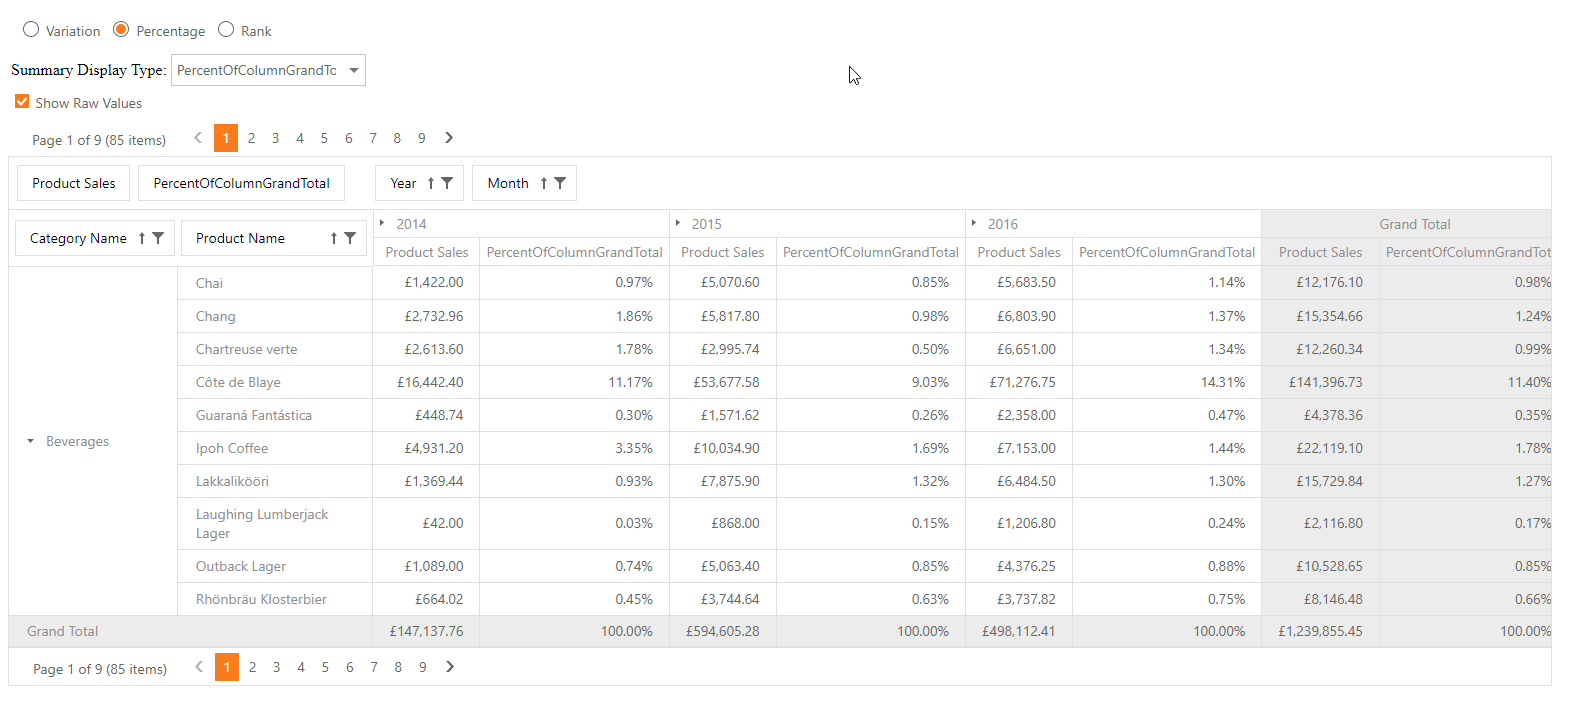 Variation Percentage Rank
Summary Display Type: PercentOfColumnGrandTo
Show Raw Values
Page 1 of 9 (85 items) 1 2 3 4 5 6 7 8 9
Product Sales PercentOfColumnGrandTotal Year Month
Category Name Product Name 2014 2015 2016 Grand Total
Product Sales PercentOfColumnGrandTotal Product Sales PercentOfColumnGrandTotal Product Sales PercentOfColumnGrandTotal Product Sales PercentOfColumnGrandTot
Chai £1,422.00 0.97% £5,070.60 0.85% £5,683.50 1.14% £12,176.10 0.98%
Chang £2,732.96 1.86% £5,817.80 0.98% £6,803.90 1.37% £15,354.66 1.24%
Chartreuse verte £2,613.60 1.78% £2,995.74 0.50% £6,651.00 1.34% £12,260.34 0.99%
Côte de Blaye £16,442.40 11.17% £53,677.58 9.03% £71,276.75 14.31% £141,396.73 11.40%
Guaraná Fantástica £448.74 0.30% £1,571.62 0.26% £2,358.00 0.47% £4,378.36 0.35%
Beverages
Ipoh Coffee £4,931.20 3.35% £10,034.90 1.69% £7,153.00 1.44% £22,119.10 1.78%
Lakkalikööri £1,369.44 0.93% £7,875.90 1.32% £6,484.50 1.30% £15,729.84 1.27%
Laughing Lumberjack
Lager £42.00 0.03% £868.00 0.15% £1,206.80 0.24% £2,116.80 0.17%
Outback Lager £1,089.00 0.74% £5,063.40 0.85% £4,376.25 0.88% £10,528.65 0.85%
Rhönbräu Klosterbier £664.02 0.45% £3,744.64 0.63% £3,737.82 0.75% £8,146.48 0.66%
Grand Total £147,137.76 100.00% £594,605.28 100.00% £498,112.41 100.00% £1,239,855.45 100.00%
Page 1 of 9 (85 items) 1 2 3 4 5 6 7 8 9